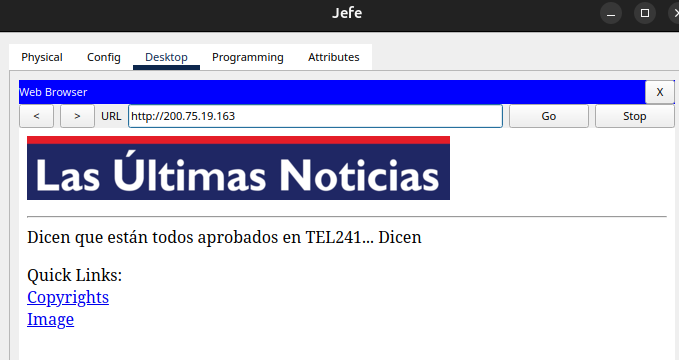 Jefe
Physical Config Desktop Programming Attributes
Web Browser X
< > URL http://200.75.19.163 Go Stop
Las Últimas Noticias
Dicen que están todos aprobados en TEL241... Dicen
Quick Links:
Copyrights
Image